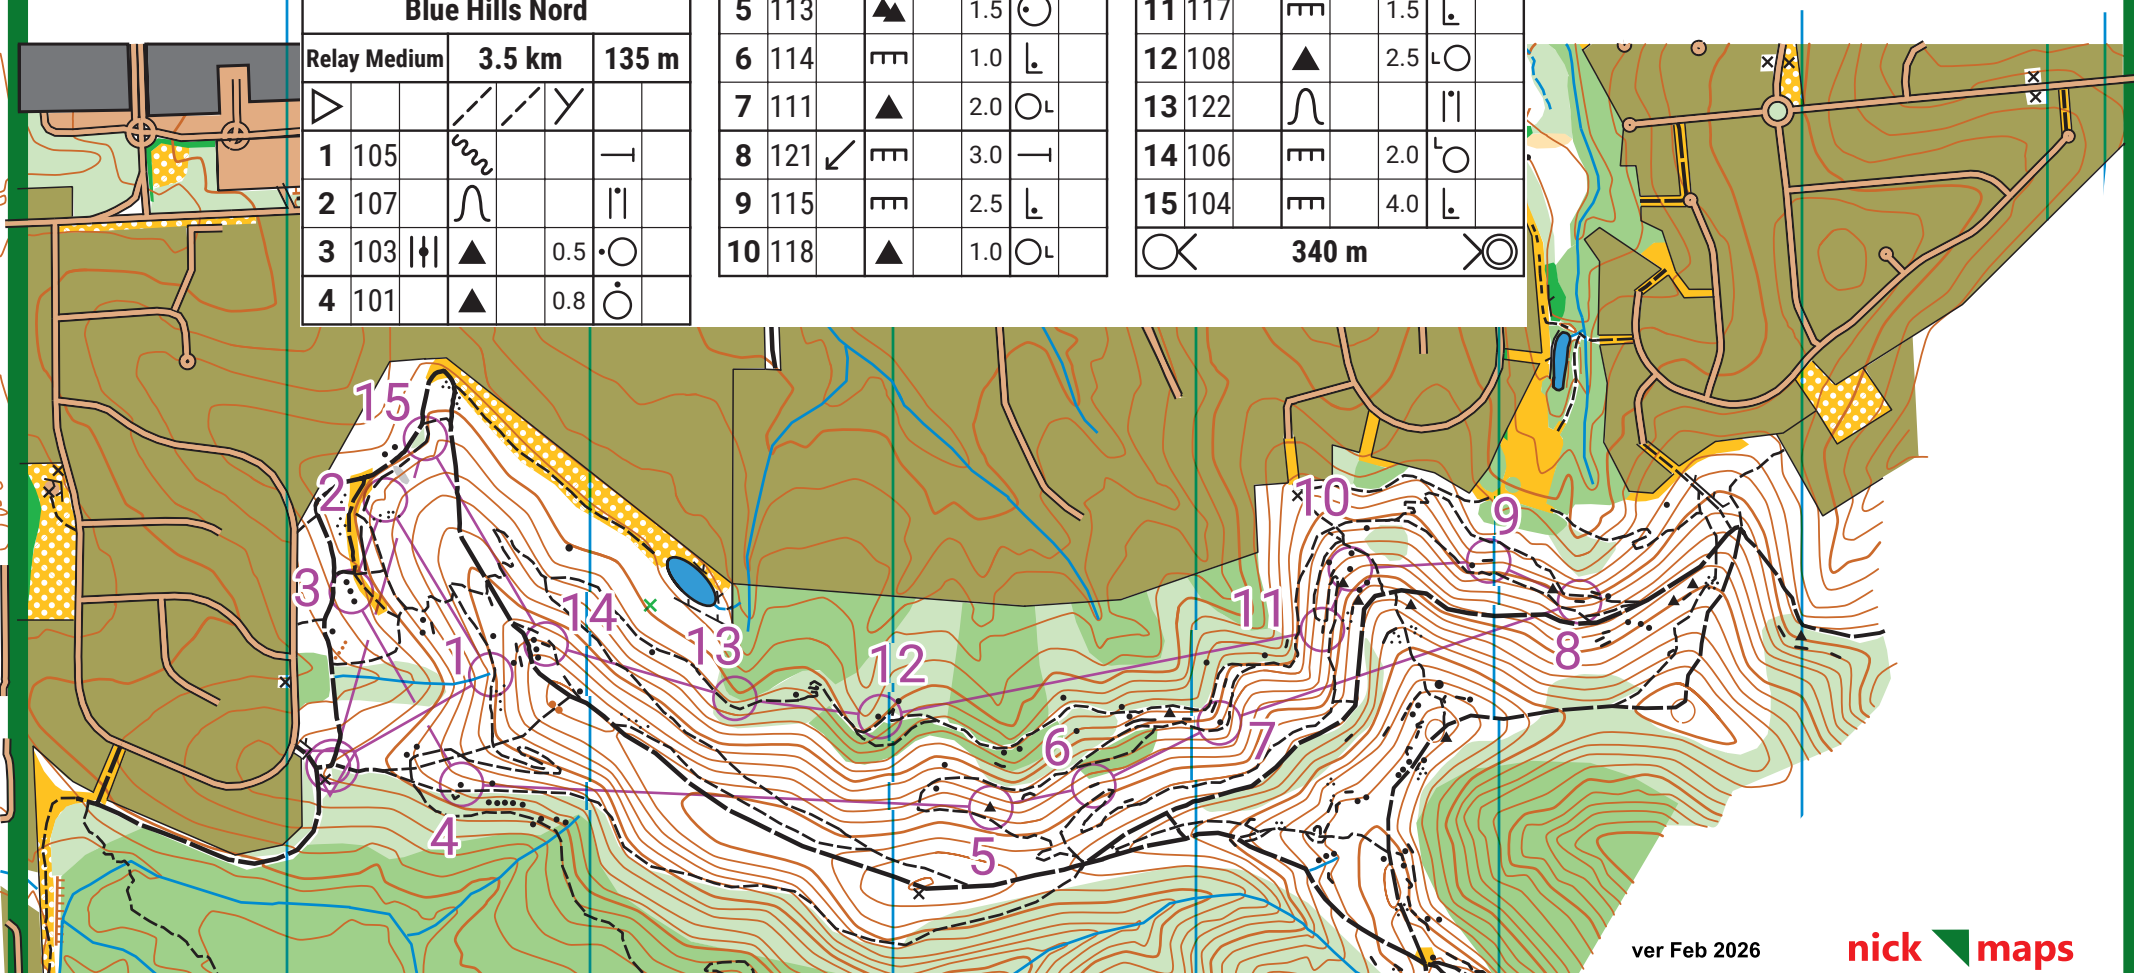 Blue Hills Nord
Relay Medium 3.5 km 135 m
1 105
2 107
3 103 0.5
4 101 0.8
5 113 1.5
6 114 1.0
7 111 2.0
8 121 3.0
9 115 2.5
10 118 1.0
11 117 1.5
12 108 2.5
13 122
14 106 2.0
15 104 4.0
340 m
15
2
3
1
14
13
12
4
5
6
7
11
10
9
8
ver Feb 2026
nick maps